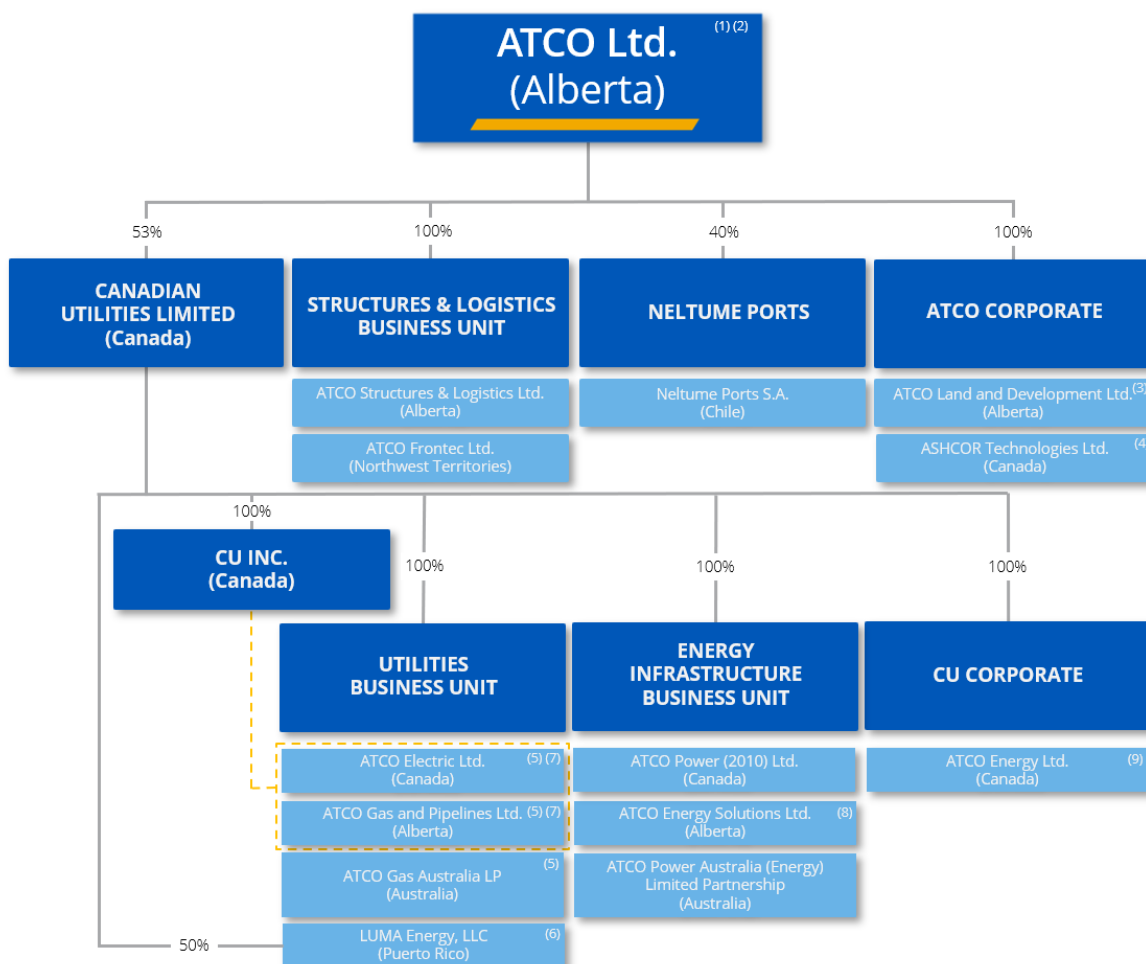 ATCO Ltd. (1) (2)
(Alberta)
53%
100%
40%
100%
CANADIAN
UTILITIES LIMITED
(Canada)
STRUCTURES & LOGISTICS
BUSINESS UNIT
NELTUME PORTS
ATCO CORPORATE
ATCO Structures & Logistics Ltd.
(Alberta)
ATCO Frontec Ltd.
(Northwest Territories)
Neltume Ports S.A.
(Chile)
ATCO Land and Development Ltd. (3)
(Alberta)
ASHCOR Technologies Ltd. (4)
(Canada)
100%
CU INC.
(Canada)
100%
100%
100%
UTILITIES
BUSINESS UNIT
ENERGY
INFRASTRUCTURE
BUSINESS UNIT
CU CORPORATE
ATCO Electric Ltd. (5) (7)
(Canada)
ATCO Gas and Pipelines Ltd. (5) (7)
(Alberta)
ATCO Gas Australia LP (5)
(Australia)
50%
LUMA Energy, LLC (6)
(Puerto Rico)
ATCO Power (2010) Ltd.
(Canada)
ATCO Energy Solutions Ltd. (8)
(Alberta)
ATCO Power Australia (Energy)
Limited Partnership
(Australia)
ATCO Energy Ltd. (9)
(Canada)